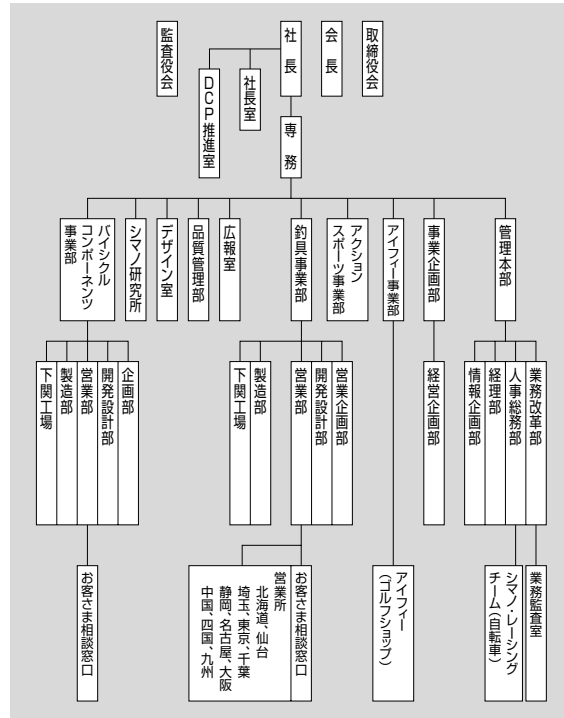 取締役会
会長
社長
監査役会
社長室
DCP推進室
専務
管理本部
事業企画部
アイフィー事業部
アクション
スポーツ事業部
釣具事業部
広報室
品質管理部
デザイン室
シマノ研究所
バイシクル
コンポーネンツ
事業部
業務改革部
人事総務部
経理部
情報企画部
経営企画部
営業企画部
開発設計部
営業部
製造部
下関工場
企画部
開発設計部
営業部
製造部
下関工場
業務監査室
シマノ・レーシング
チーム（自転車）
アイフィー
（ゴルフショップ）
お客さま相談窓口
営業所
北海道、仙台
埼玉、東京、千葉
静岡、名古屋、大阪
中国、四国、九州
お客さま相談窓口